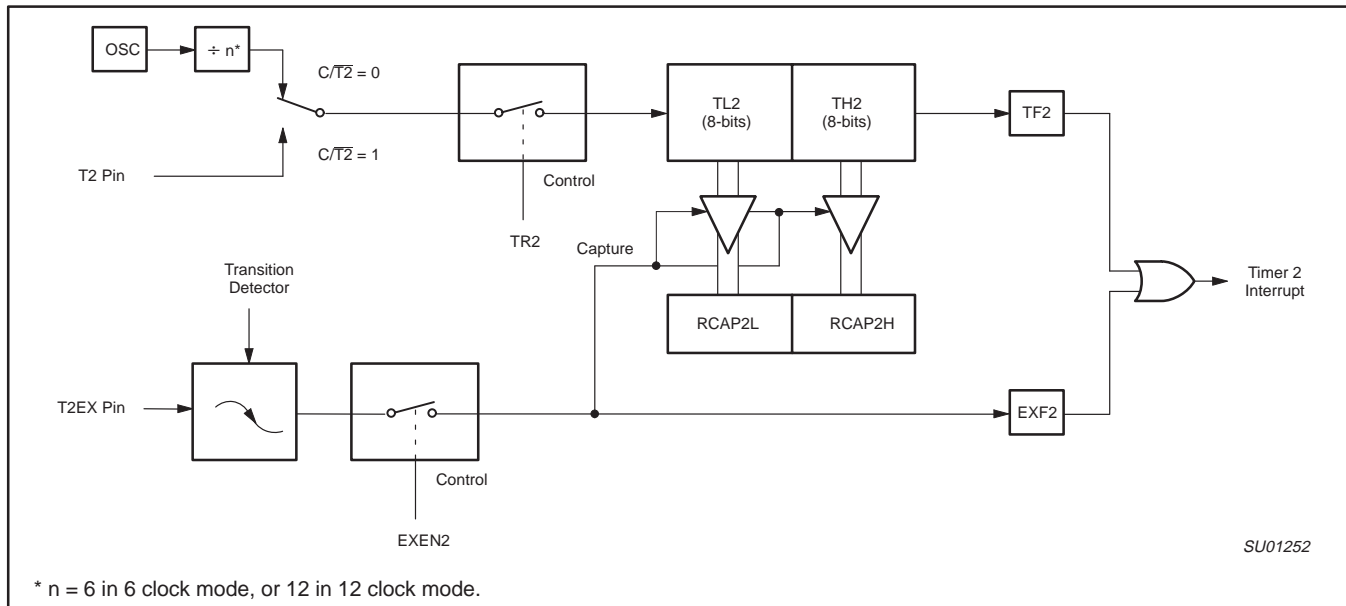 OSC
÷ n*
C/T2̅ = 0
TL2
(8-bits)
TH2
(8-bits)
TF2
C/T2̅ = 1
T2 Pin
Control
TR2
Capture
Transition
Detector
Timer 2
Interrupt
RCAP2L
RCAP2H
T2EX Pin
EXF2
Control
EXEN2
SU01252
* n = 6 in 6 clock mode, or 12 in 12 clock mode.